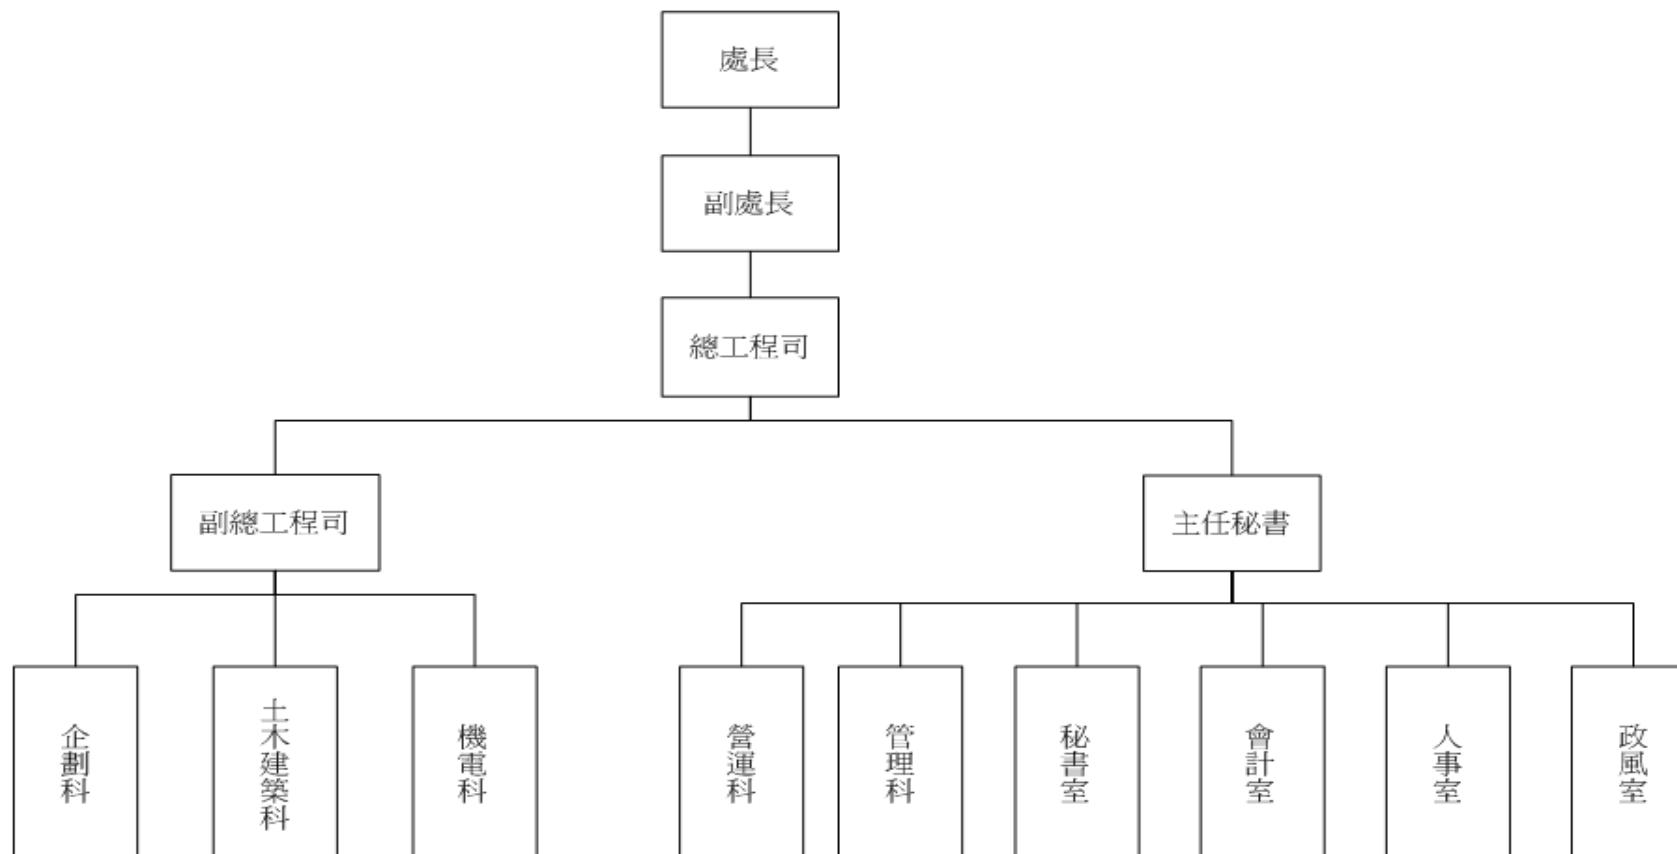 處長
副處長
總工程司
副總工程司
主任秘書
企劃科
土木建築科
機電科
營運科
管理科
秘書室
會計室
人事室
政風室